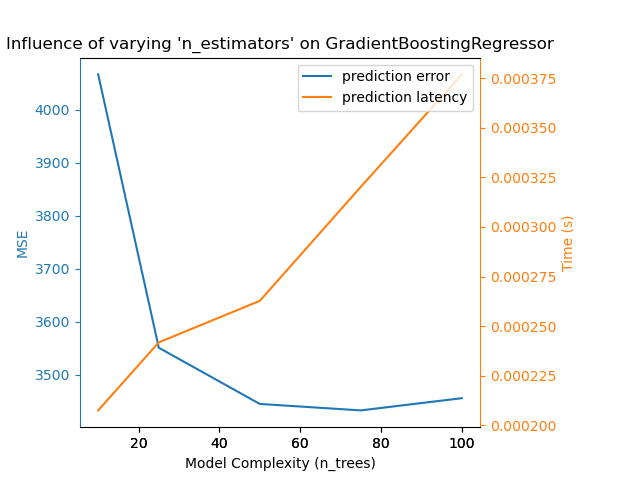 Influence of varying 'n_estimators' on GradientBoostingRegressor
prediction error
prediction latency
MSE
4000
3900
3800
3700
3600
3500
0.000375
0.000350
0.000325
0.000300
0.000275
0.000250
0.000225
0.000200
Time (s)
20 40 60 80 100
Model Complexity (n_trees)